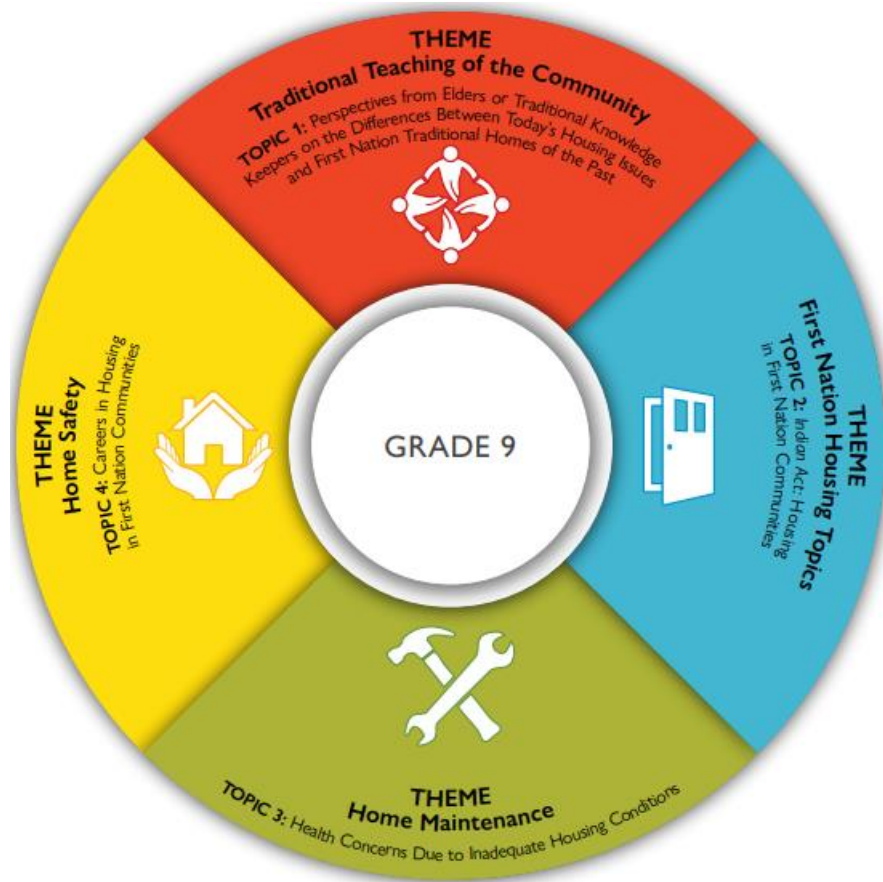 THEME
Traditional Teaching of the Community
TOPIC 1: Perspectives from Elders or Traditional Knowledge
Keepers on the Differences Between Today's Housing Issues
and First Nation Traditional Homes of the Past
THEME
First Nation Housing Topics
TOPIC 2: Indian Act: Housing
in First Nation Communities
THEME
Home Maintenance
TOPIC 3: Health Concerns Due to Inadequate Housing Conditions
THEME
Home Safety
TOPIC 4: Careers in Housing
in First Nation Communities
GRADE 9